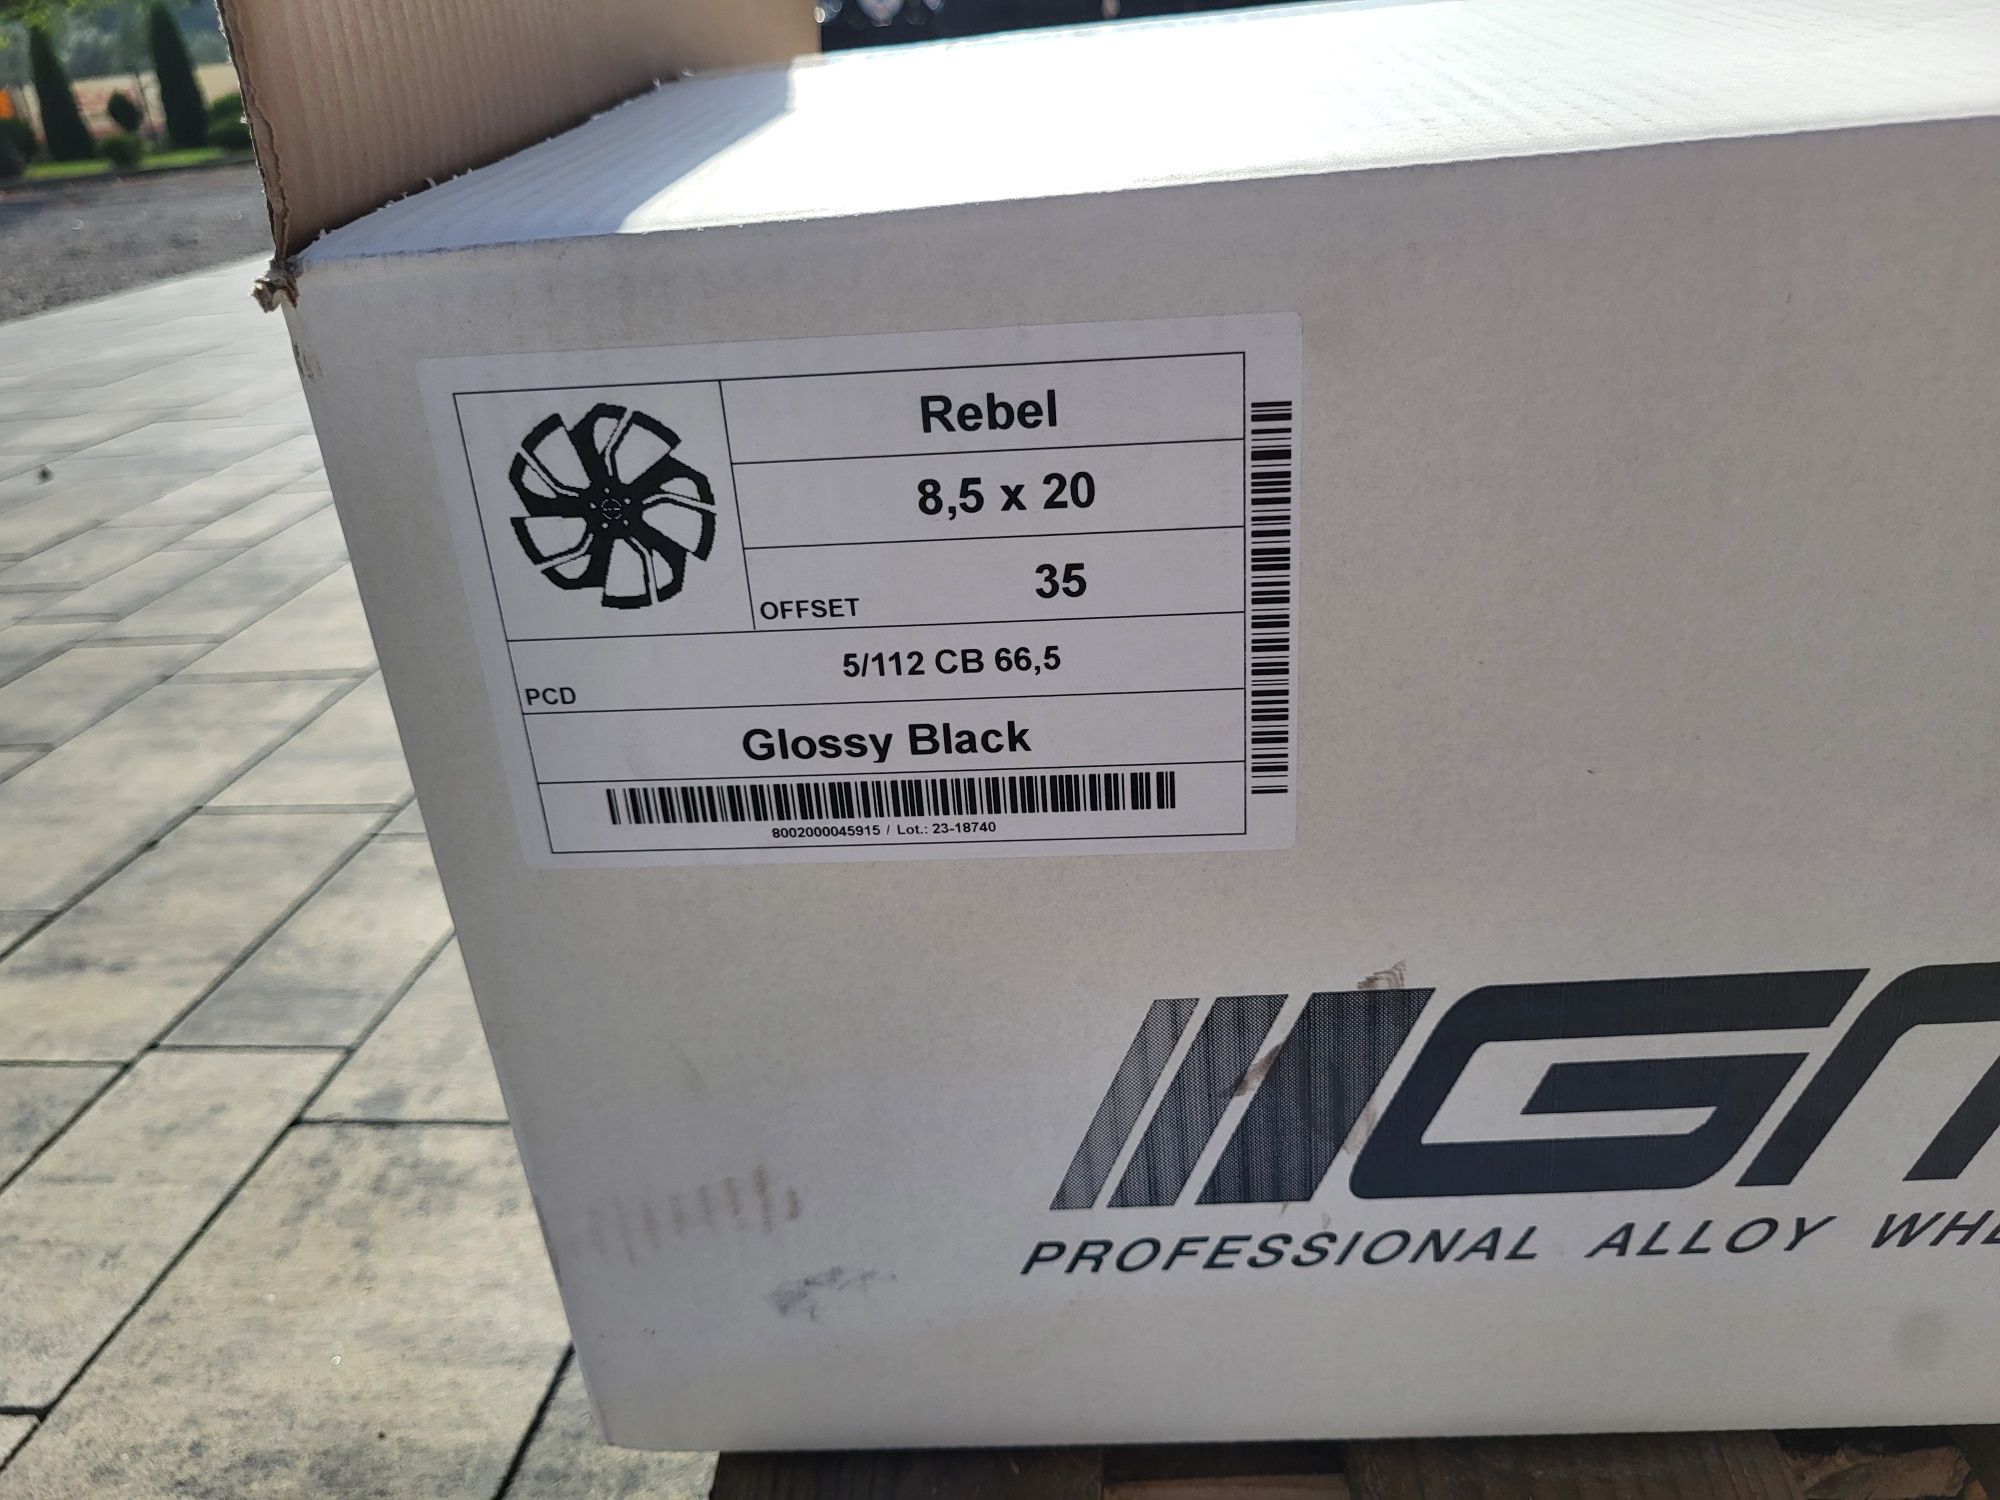 Rebel
8,5 x 20
OFFSET 35
PCD 5/112 CB 66,5
Glossy Black
8002000045915 / Lot.: 23-18740
PROFESSIONAL ALLOY